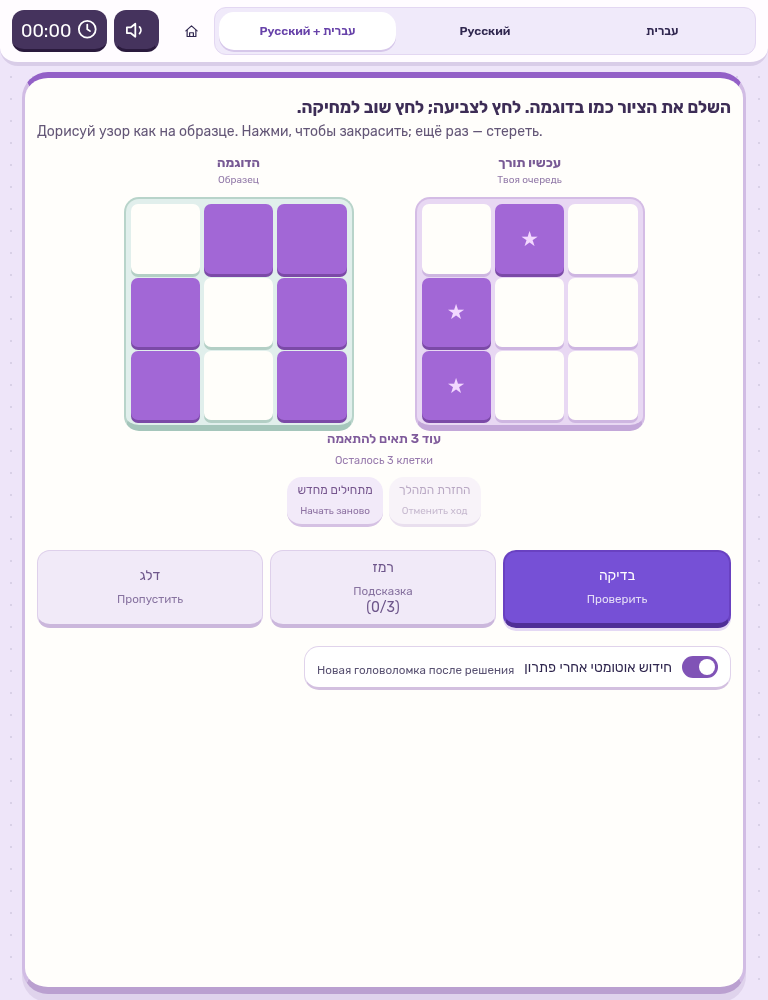 00:00
עברית + Русский
Русский
עברית
השלם את הציור כמו בדוגמה. לחץ לצביעה; לחץ שוב למחיקה.
Дорисуй узор как на образце. Нажми, чтобы закрасить; ещё раз — стереть.
עכשיו תורך
Твоя очередь
הדוגמה
Образец
עוד 3 תאים להתאמה
Осталось 3 клетки
החזרת המהלך
Отменить ход
מתחילים מחדש
Начать заново
בדיקה
Проверить
רמז
Подсказка
(0/3)
דלג
Пропустить
חידוש אוטומטי אחרי פתרון
Новая головоломка после решения